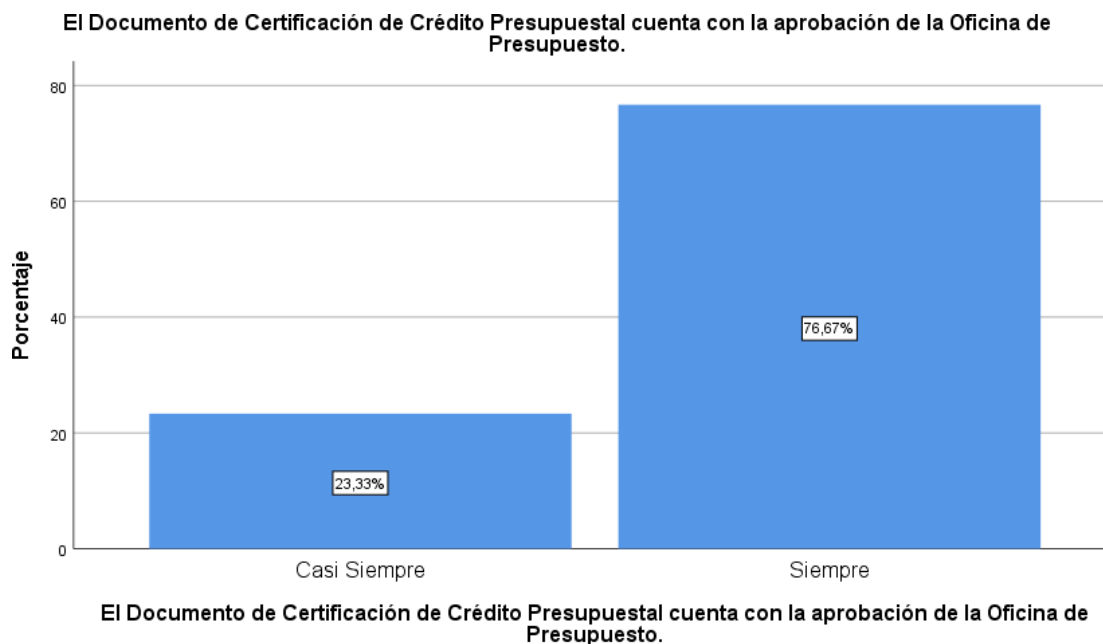 El Documento de Certificación de Crédito Presupuestal cuenta con la aprobación de la Oficina de
Presupuesto.
80
60
40
20
0
Porcentaje
76,67%
23,33%
Casi Siempre
Siempre
El Documento de Certificación de Crédito Presupuestal cuenta con la aprobación de la Oficina de
Presupuesto.